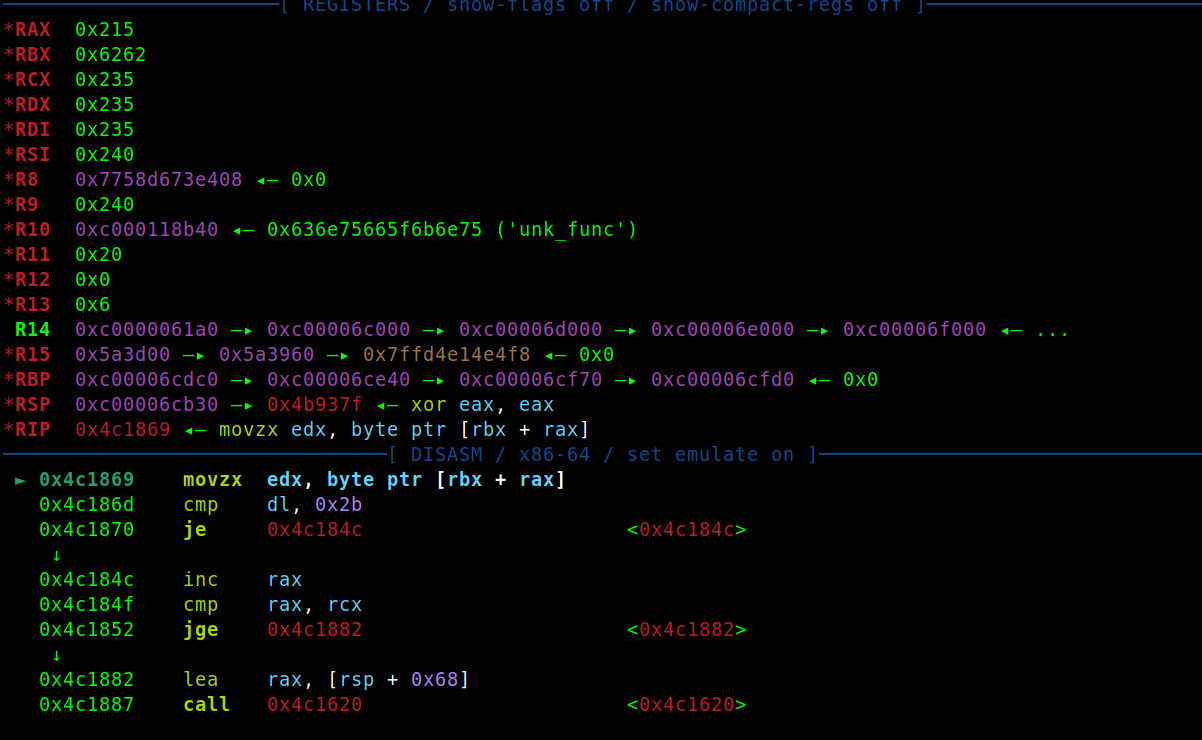 [ REGISTERS / show-flags off / show-compact-regs off ]
*RAX  0x215
*RBX  0x6262
*RCX  0x235
*RDX  0x235
*RDI  0x235
*RSI  0x240
*R8   0x7758d673e408 ◂— 0x0
*R9   0x240
*R10  0xc000118b40 ◂— 0x636e75665f6b6e75 ('unk_func')
*R11  0x20
*R12  0x0
*R13  0x6
R14  0xc0000061a0 —▸ 0xc00006c000 —▸ 0xc00006d000 —▸ 0xc00006e000 —▸ 0xc00006f000 ◂— ...
*R15  0x5a3d00 —▸ 0x5a3960 —▸ 0x7ffd4e14e4f8 ◂— 0x0
*RBP  0xc00006cdc0 —▸ 0xc00006ce40 —▸ 0xc00006cf70 —▸ 0xc00006cfd0 ◂— 0x0
*RSP  0xc00006cb30 —▸ 0x4b937f ◂— xor eax, eax
*RIP  0x4c1869 ◂— movzx edx, byte ptr [rbx + rax]
[ DISASM / x86-64 / set emulate on ]
► 0x4c1869    movzx  edx, byte ptr [rbx + rax]
0x4c186d    cmp    dl, 0x2b
0x4c1870    je     0x4c184c                      <0x4c184c>
↓
0x4c184c    inc    rax
0x4c184f    cmp    rax, rcx
0x4c1852    jge    0x4c1882                      <0x4c1882>
↓
0x4c1882    lea    rax, [rsp + 0x68]
0x4c1887    call   0x4c1620                      <0x4c1620>